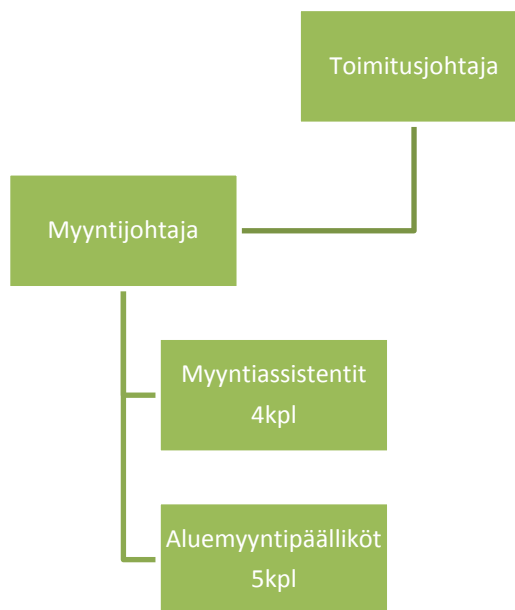 Toimitusjohtaja
Myyntijohtaja
Myyntiassistentit
4kpl
Aluemyyntipäälliköt
5kpl